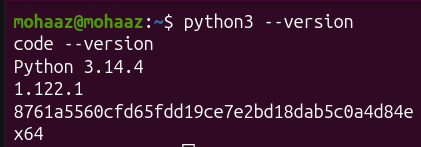 mohaaz@mohaaz:~$ python3 --version
code --version
Python 3.14.4
1.122.1
8761a5560cfd65fdd19ce7e2bd18dab5c0a4d84e
x64